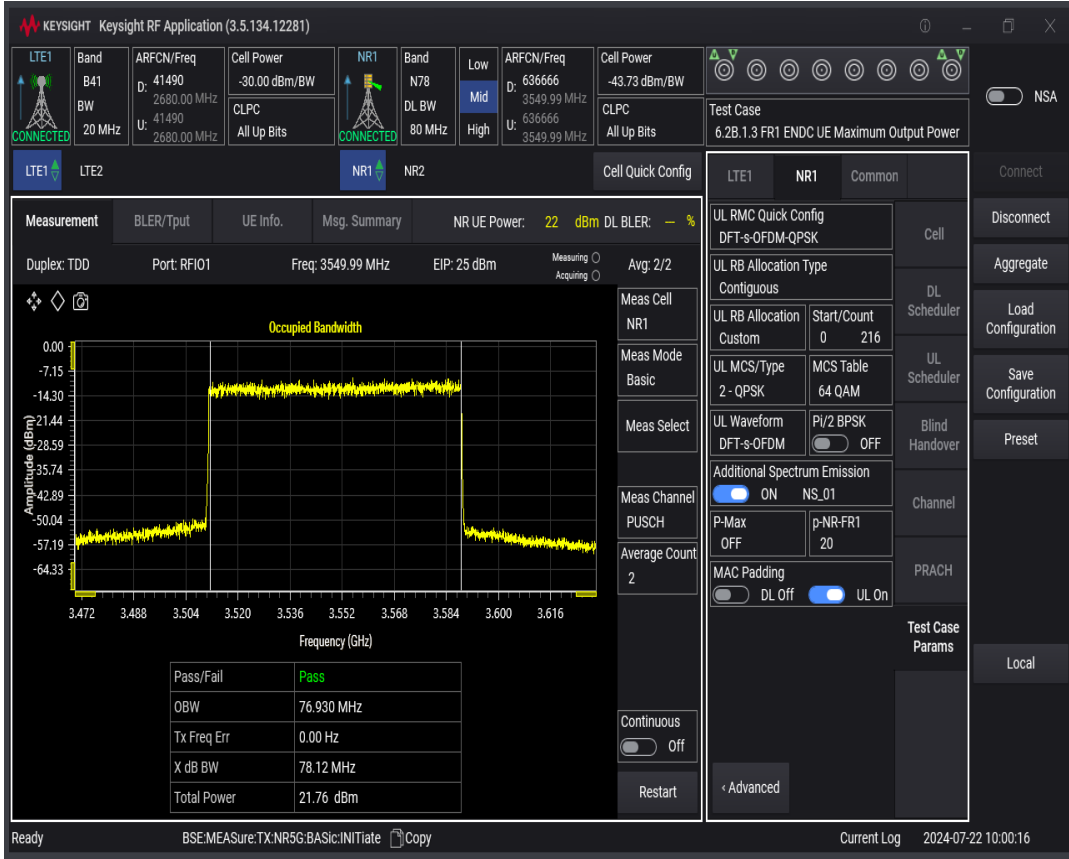 KEYSIGHT Keysight RF Application (3.5.134.12281)
LTE1 Band ARFCN/Freq Cell Power NR1 Band Low ARFCN/Freq Cell Power
B41 D: 41490 -30.00 dBm/BW N78 D: 636666 -43.73 dBm/BW
2680.00 MHz Mid 3549.99 MHz NSA
BW CLPC DL BW CLPC Test Case
CONNECTED 20 MHz U: 41490 All Up Bits CONNECTED 80 MHz High U: 636666 All Up Bits 6.2B.1.3 FR1 ENDC UE Maximum Output Power
2680.00 MHz 3549.99 MHz
LTE1 LTE2 NR1 NR2 Cell Quick Config LTE1 NR1 Common Connect
Measurement BLER/Tput UE Info. Msg. Summary NR UE Power: 22 dBm DL BLER: -- %
Duplex: TDD Port: RFIO1 Freq: 3549.99 MHz EIP: 25 dBm Measuring Avg: 2/2
Acquiring
Occupied Bandwidth
Amplitude (dBm)
0.00
-7.15
-14.30
-21.44
-28.59
-35.74
-42.89
-50.04
-57.19
-64.33
3.472 3.488 3.504 3.520 3.536 3.552 3.568 3.584 3.600 3.616
Frequency (GHz)
Pass/Fail Pass
OBW 76.930 MHz
Tx Freq Err 0.00 Hz
X dB BW 78.12 MHz
Total Power 21.76 dBm
Meas Cell
NR1
Meas Mode
Basic
Meas Select
Meas Channel
PUSCH
Average Count
2
Continuous
Off
Restart
UL RMC Quick Config
DFT-s-OFDM-QPSK
UL RB Allocation Type
Contiguous
UL RB Allocation Start/Count
Custom 0 216
UL MCS/Type MCS Table
2 - QPSK 64 QAM
UL Waveform Pi/2 BPSK
DFT-s-OFDM OFF
Additional Spectrum Emission
ON NS_01
P-Max p-NR-FR1
OFF 20
MAC Padding
DL Off UL On
‹ Advanced
Cell
DL
Scheduler
UL
Scheduler
Blind
Handover
Channel
PRACH
Test Case
Params
Disconnect
Aggregate
Load
Configuration
Save
Configuration
Preset
Local
Ready BSE:MEASure:TX:NR5G:BASic:INITiate Copy Current Log 2024-07-22 10:00:16